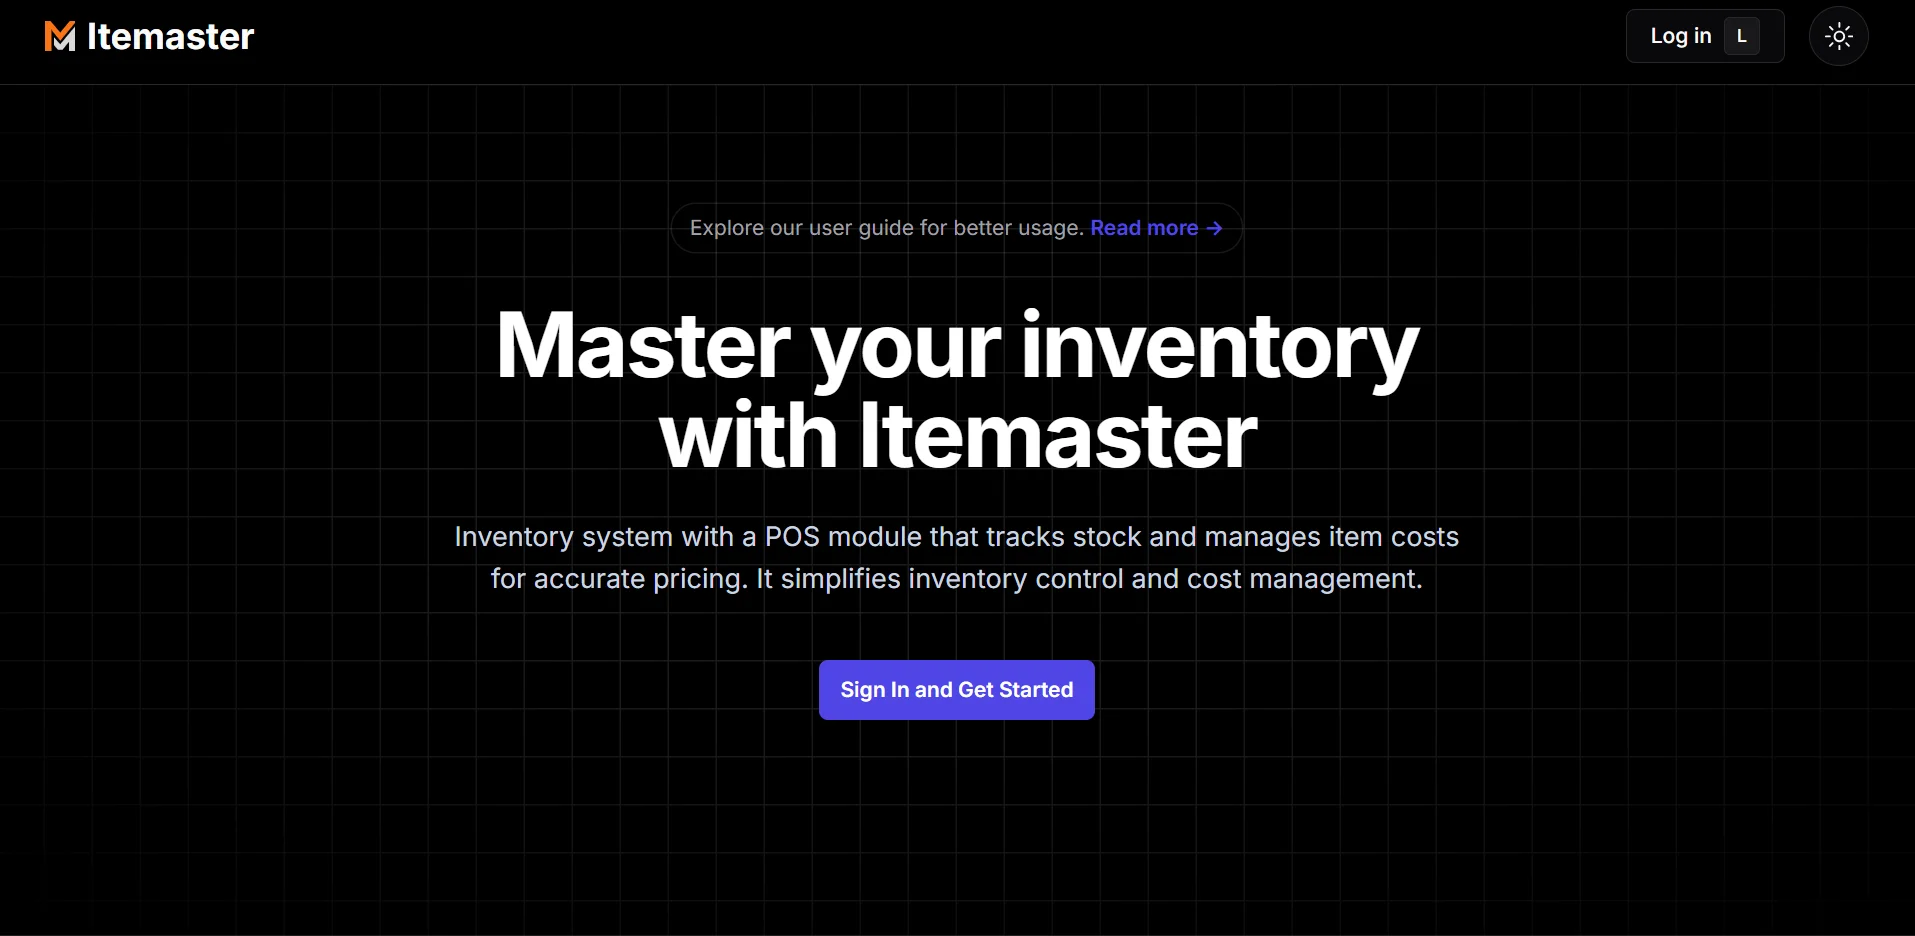 Itemaster
Log in L
Explore our user guide for better usage. Read more →
Master your inventory
with Itemaster
Inventory system with a POS module that tracks stock and manages item costs
for accurate pricing. It simplifies inventory control and cost management.
Sign In and Get Started